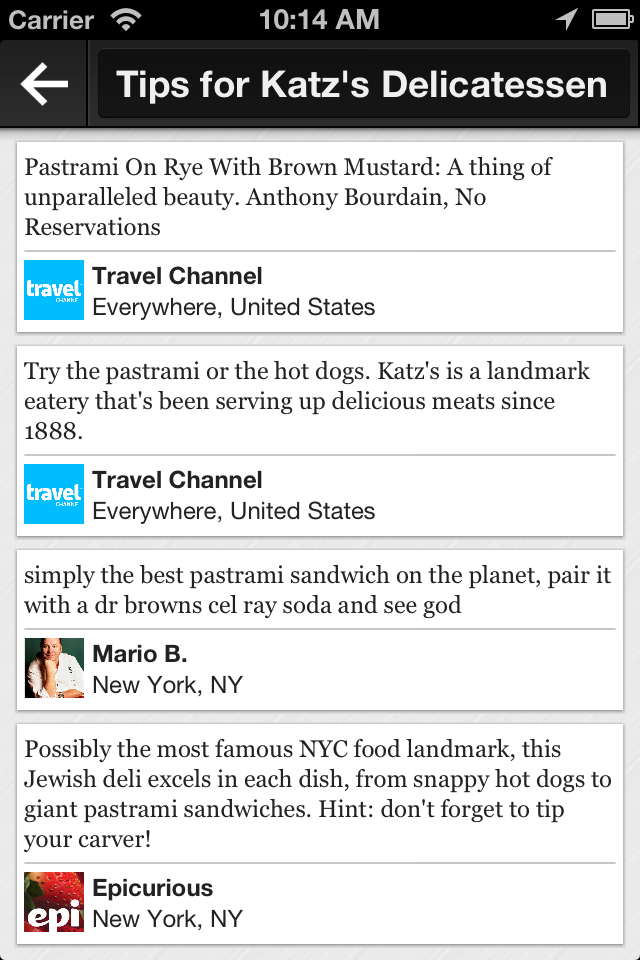 Carrier 10:14 AM
Tips for Katz's Delicatessen
Pastrami On Rye With Brown Mustard: A thing of
unparalleled beauty. Anthony Bourdain, No
Reservations
travel
CHANNEL
Travel Channel
Everywhere, United States
Try the pastrami or the hot dogs. Katz's is a landmark
eatery that's been serving up delicious meats since
1888.
travel
CHANNEL
Travel Channel
Everywhere, United States
simply the best pastrami sandwich on the planet, pair it
with a dr browns cel ray soda and see god
Mario B.
New York, NY
Possibly the most famous NYC food landmark, this
Jewish deli excels in each dish, from snappy hot dogs to
giant pastrami sandwiches. Hint: don't forget to tip
your carver!
epi
Epicurious
New York, NY